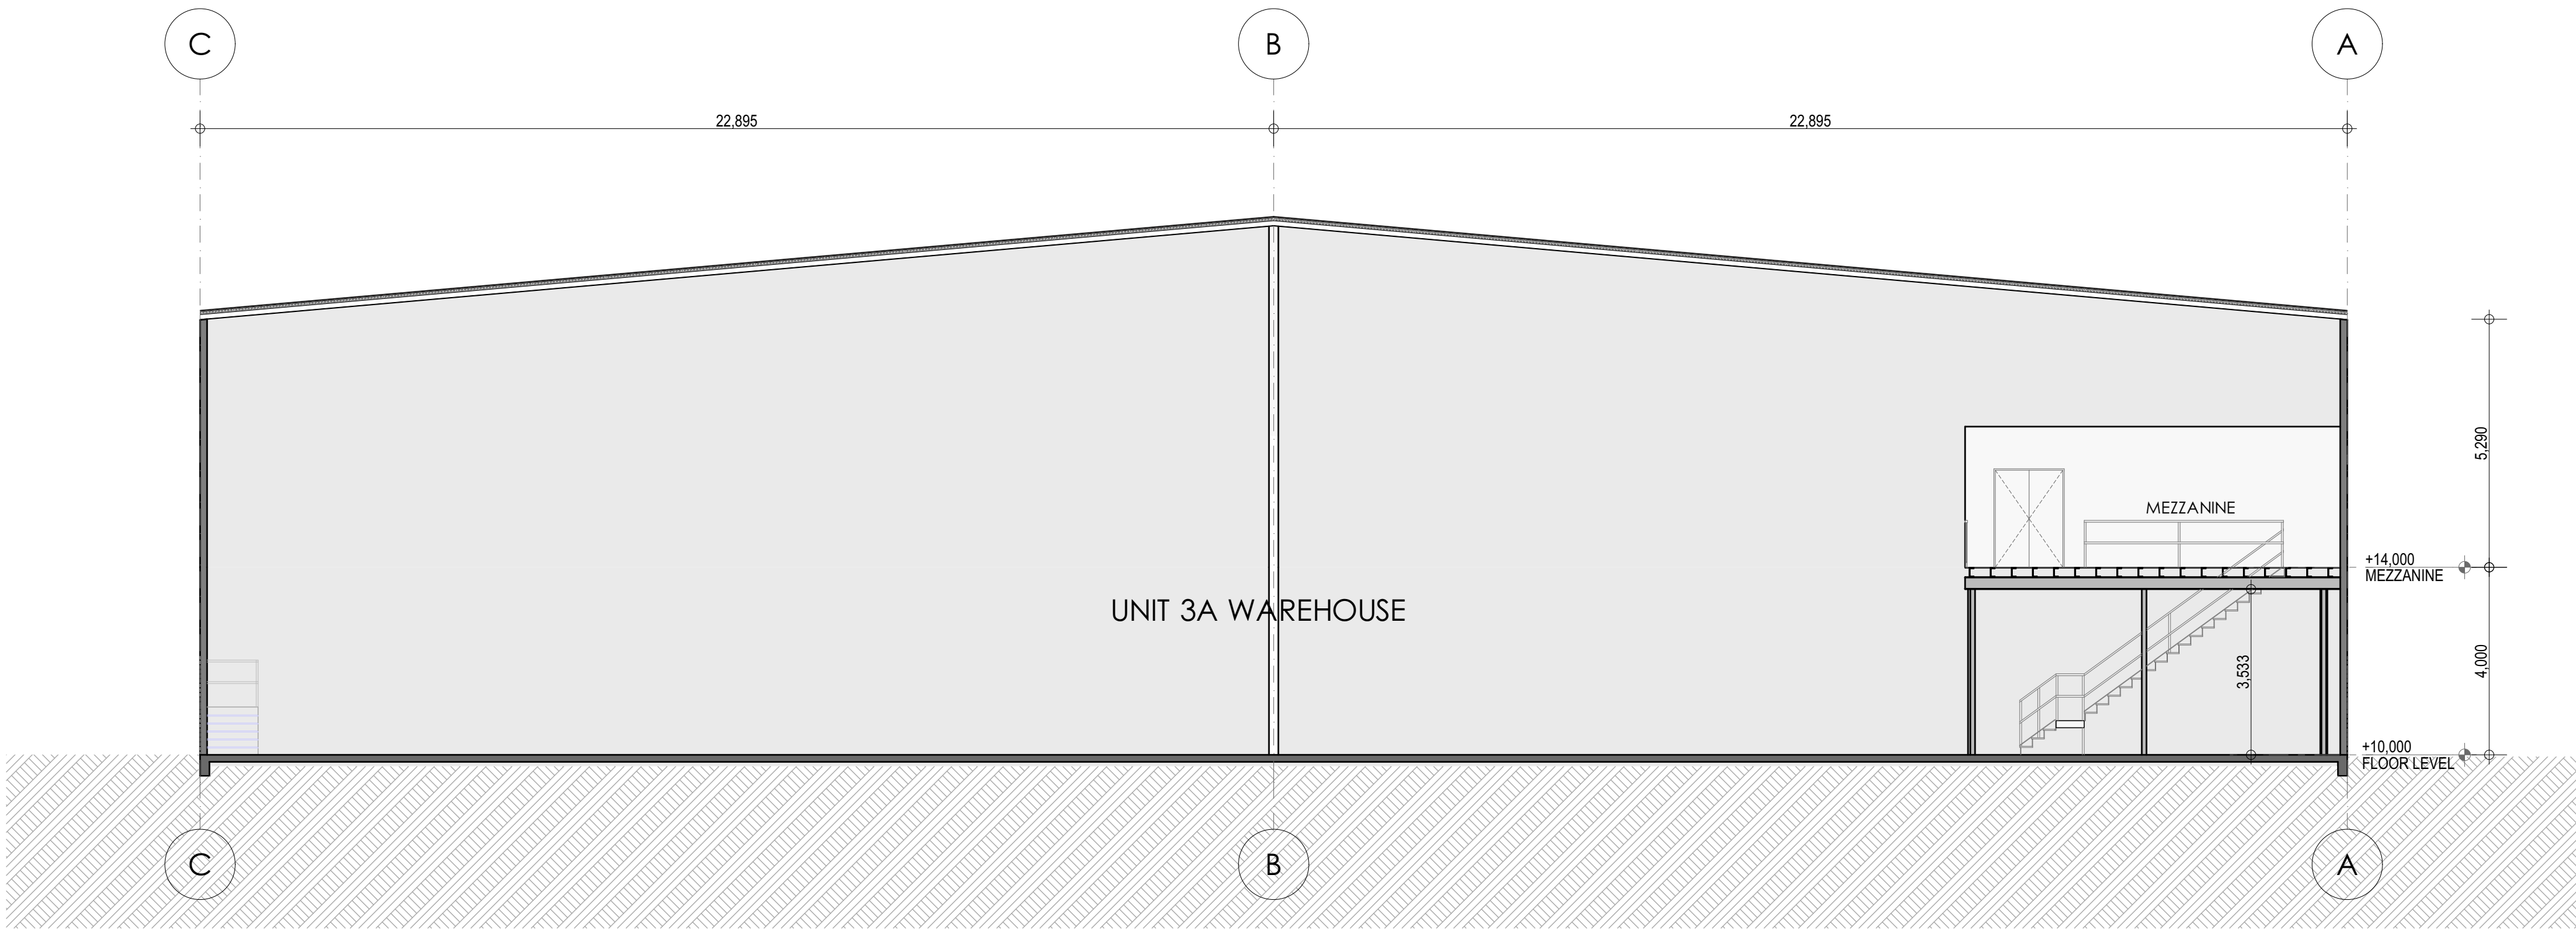 C
B
A
22,895
22,895
5,290
MEZZANINE
+14,000
MEZZANINE
UNIT 3A WAREHOUSE
3,533
4,000
+10,000
FLOOR LEVEL
C
B
A